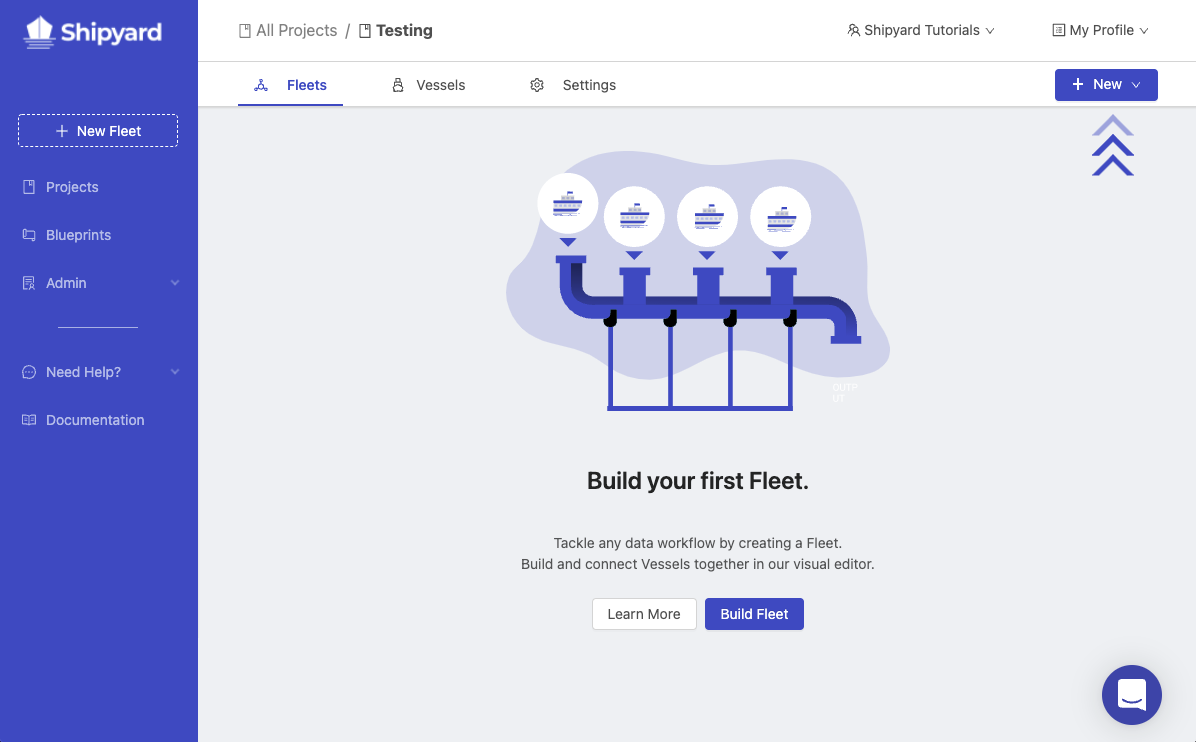 Shipyard
All Projects / Testing
Shipyard Tutorials
My Profile
Fleets
Vessels
Settings
New
New Fleet
Projects
Blueprints
Admin
Need Help?
Documentation
OUTP
UT
Build your first Fleet.
Tackle any data workflow by creating a Fleet.
Build and connect Vessels together in our visual editor.
Learn More
Build Fleet